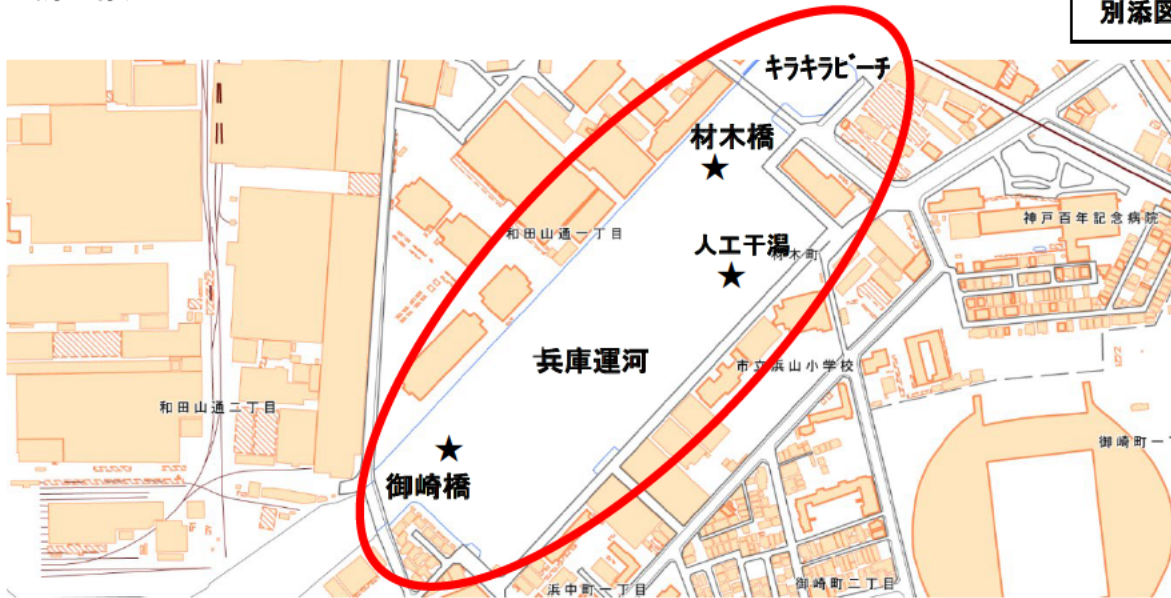 別添図
キラキラビーチ
材木橋
★
神戸百年記念病院
和田山通一丁目
人工干潟
材木町
★
兵庫運河
市立浜山小学校
和田山通二丁目
御崎町一丁
★
御崎橋
浜中町一丁目
御崎町二丁目